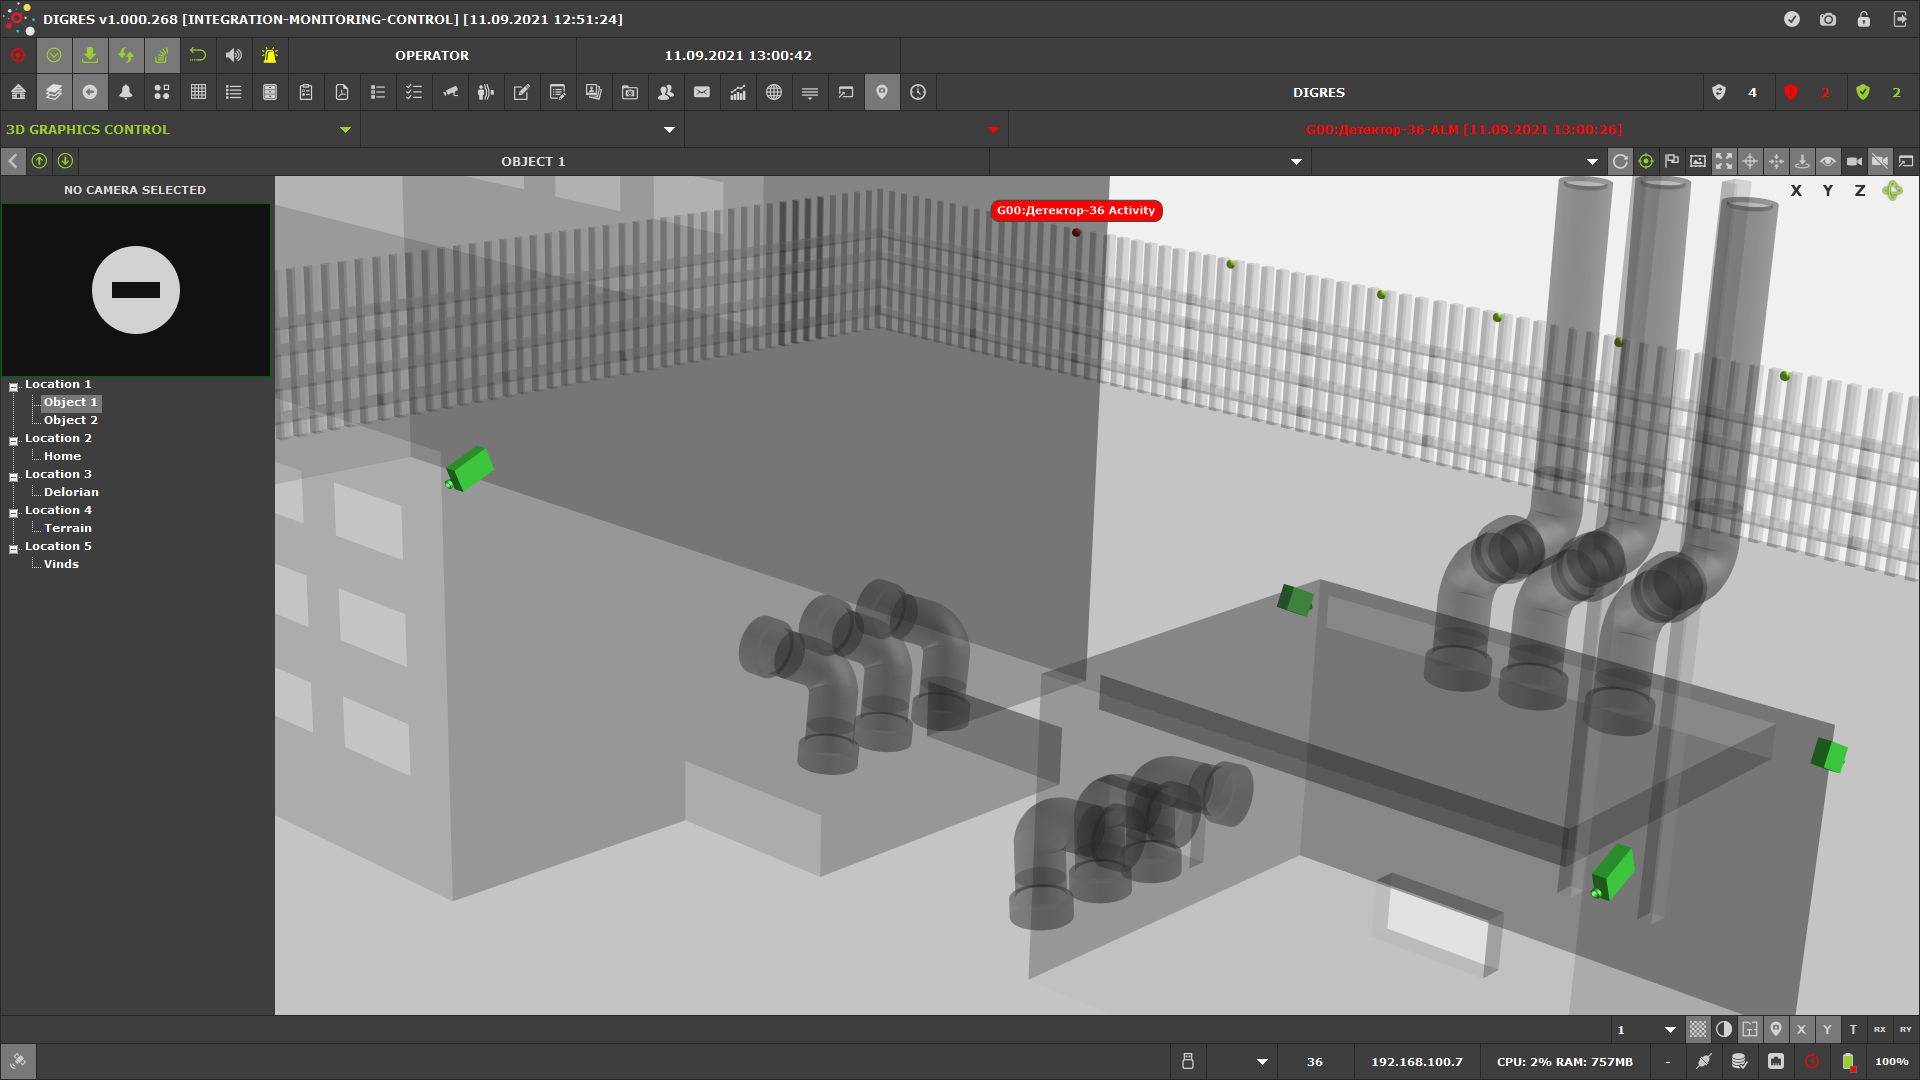 DIGRES v1.000.268 [INTEGRATION-MONITORING-CONTROL] [11.09.2021 12:51:24]
OPERATOR
11.09.2021 13:00:42
DIGRES
4
2
2
3D GRAPHICS CONTROL
G00:Детектор-36-ALM [11.09.2021 13:00:26]
OBJECT 1
NO CAMERA SELECTED
X Y Z
G00:Детектор-36 Activity
Location 1
Object 1
Object 2
Location 2
Home
Location 3
Delorian
Location 4
Terrain
Location 5
Vinds
1
X Y T RX RY
36
192.168.100.7
CPU: 2% RAM: 757MB
-
100%